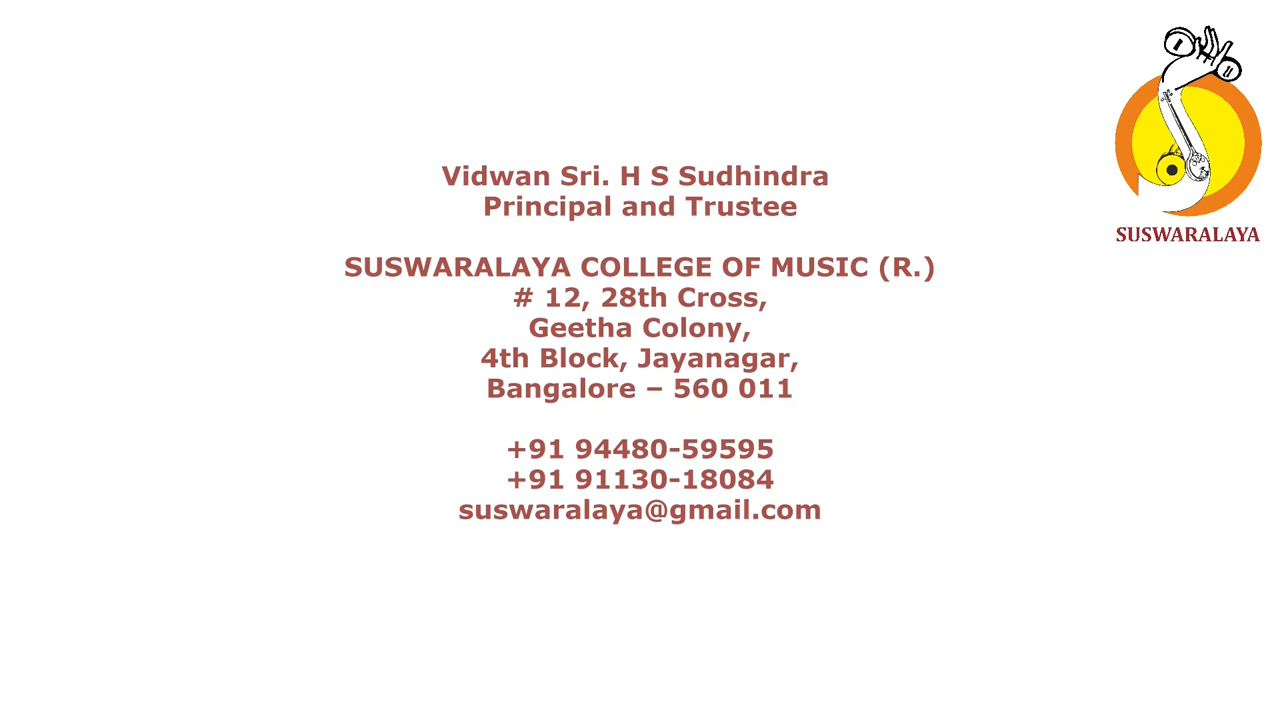 Vidwan Sri. H S Sudhindra
Principal and Trustee
SUSWARALAYA COLLEGE OF MUSIC (R.)
# 12, 28th Cross,
Geetha Colony,
4th Block, Jayanagar,
Bangalore – 560 011
+91 94480-59595
+91 91130-18084
suswaralaya@gmail.com
SUSWARALAYA